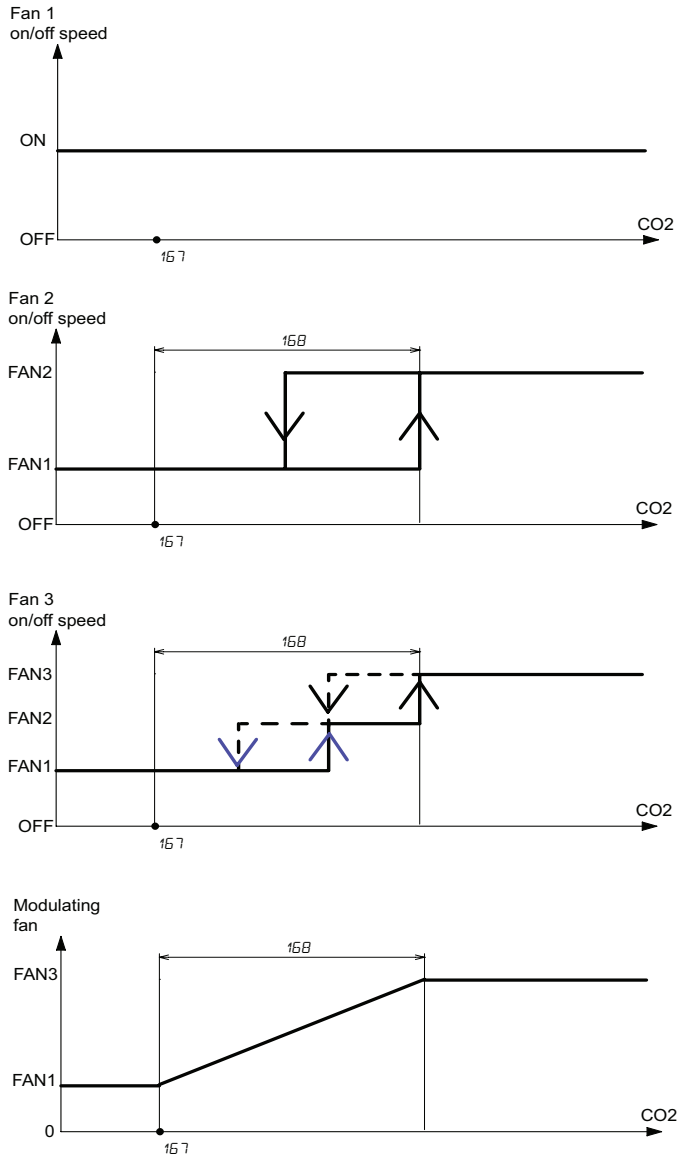 Fan 1
on/off speed
ON
OFF
CO2
167
Fan 2
on/off speed
168
FAN2
FAN1
OFF
CO2
167
Fan 3
on/off speed
168
FAN3
FAN2
FAN1
OFF
CO2
167
Modulating
fan
168
FAN3
FAN1
0
CO2
167